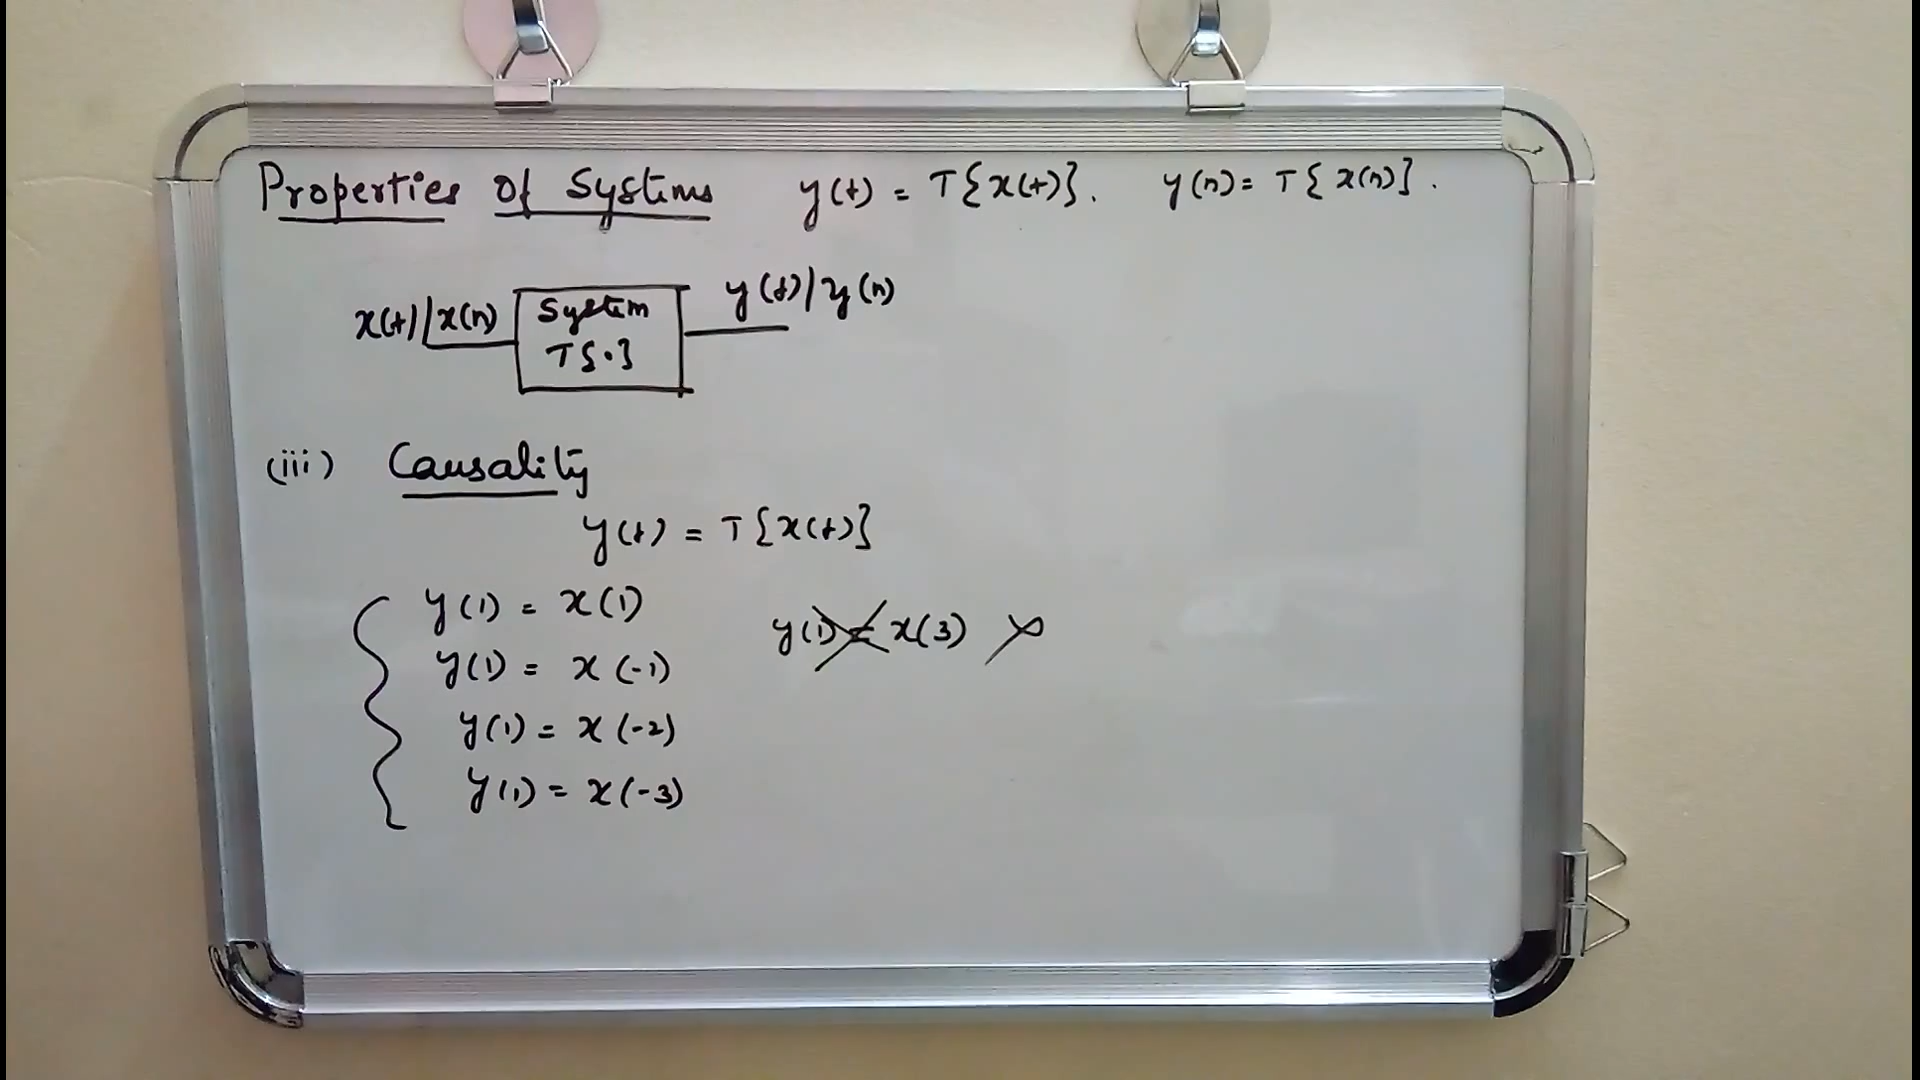 Properties Of Systems y(t) = T{x(t)}. y(n) = T{x(n)}.
x(t)/x(n) System T{·} y(t)/y(n)
(iii) Causality
y(t) = T{x(t)}
y(1) = x(1)
y(1) = x(3)
y(1) = x(-1)
y(1) = x(-2)
y(1) = x(-3)